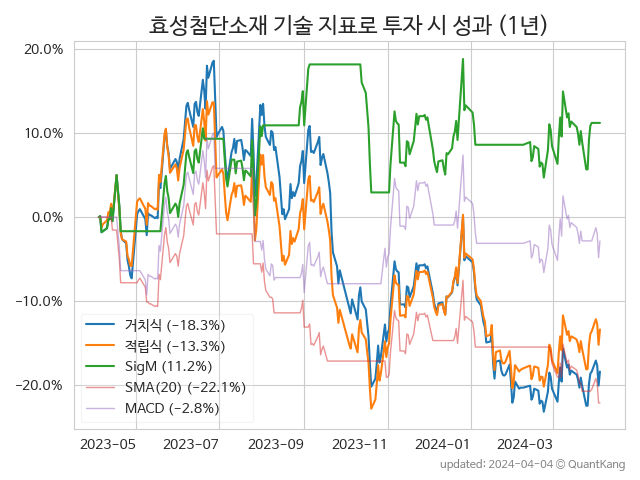 효성첨단소재 기술 지표로 투자 시 성과 (1년)
20.0%
10.0%
0.0%
−10.0%
−20.0%
거치식 (−18.3%)
적립식 (−13.3%)
SigM (11.2%)
SMA(20) (−22.1%)
MACD (−2.8%)
2023−05 2023−07 2023−09 2023−11 2024−01 2024−03
updated: 2024−04−04 © QuantKang